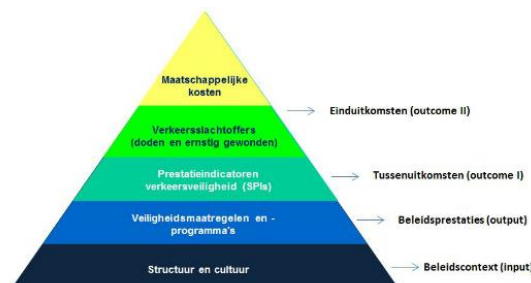 Maatschappelijke
kosten
Einduitkomsten (outcome II)
Verkeersslachtoffers
(doden en ernstig gewonden)
Prestatieindicatoren
verkeersveiligheid (SPIs)
Tussenuitkomsten (outcome I)
Veiligheidsmaatregelen en -
programma's
Beleidsprestaties (output)
Structuur en cultuur
Beleidscontext (input)